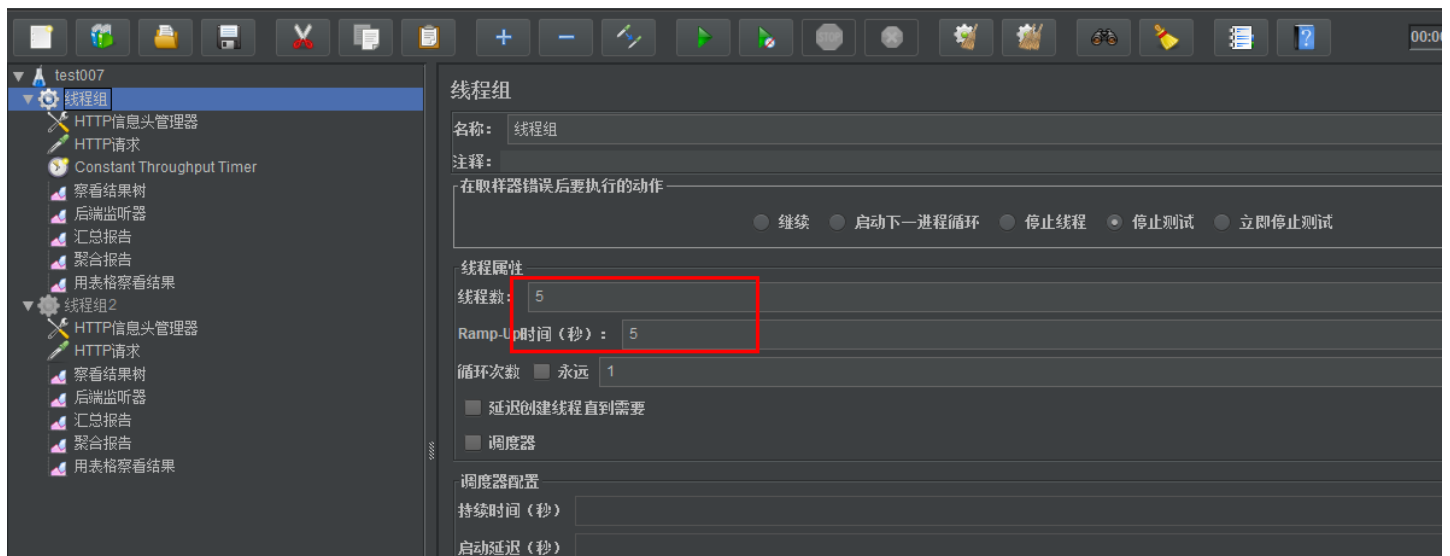 STOP
00:00
test007
线程组
HTTP信息头管理器
HTTP请求
Constant Throughput Timer
察看结果树
后端监听器
汇总报告
聚合报告
用表格察看结果
线程组2
HTTP信息头管理器
HTTP请求
察看结果树
后端监听器
汇总报告
聚合报告
用表格察看结果
线程组
名称： 线程组
注释：
在取样器错误后要执行的动作
继续 启动下一进程循环 停止线程 停止测试 立即停止测试
线程属性
线程数： 5
Ramp-Up时间（秒）： 5
循环次数 永远 1
延迟创建线程直到需要
调度器
调度器配置
持续时间（秒）
启动延迟（秒）